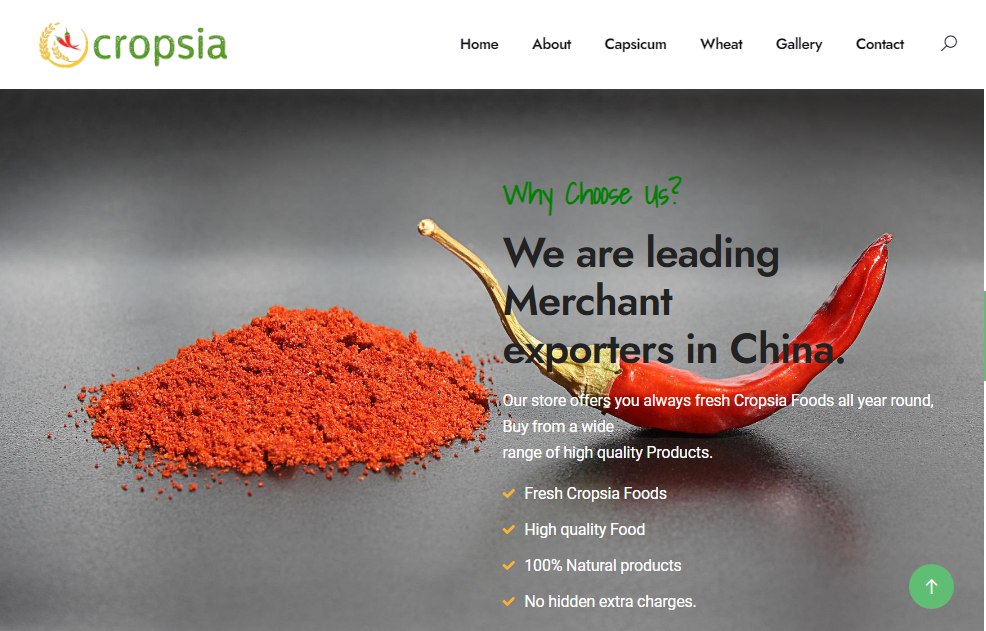 cropsia
Home About Capsicum Wheat Gallery Contact
Why Choose Us?
We are leading
Merchant
exporters in China.
Our store offers you always fresh Cropsia Foods all year round,
Buy from a wide
range of high quality Products.
Fresh Cropsia Foods
High quality Food
100% Natural products
No hidden extra charges.